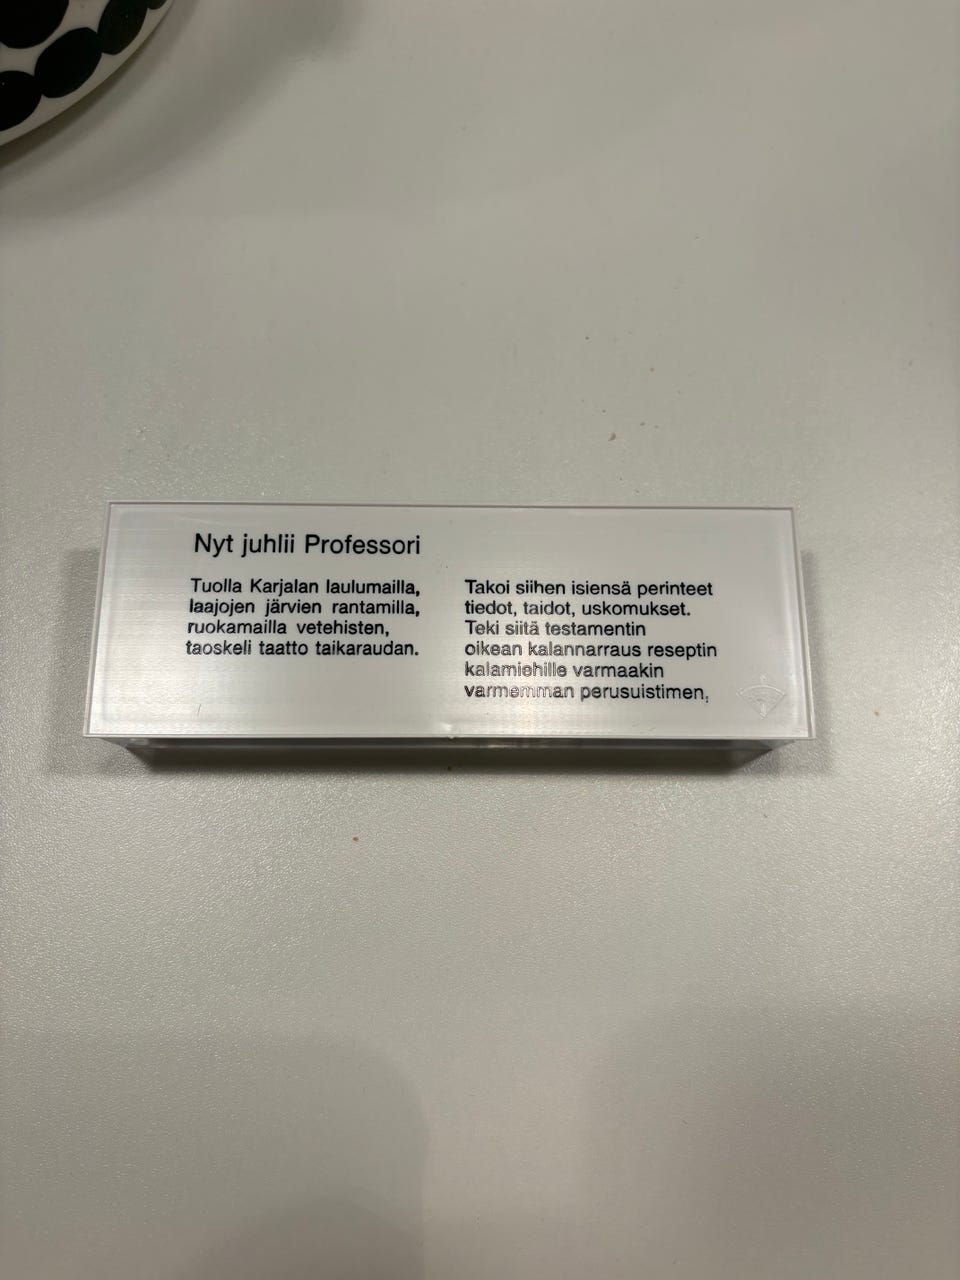 Nyt juhlii Professori
Tuolla Karjalan laulumailla,
laajojen järvien rantamilla,
ruokamailla vetehisten,
taoskeli taatto taikaraudan.
Takoi siihen isiensä perinteet
tiedot, taidot, uskomukset.
Teki siitä testamentin
oikean kalannarraus reseptin
kalamiehille varmaakin
varmemman perusuistimen,